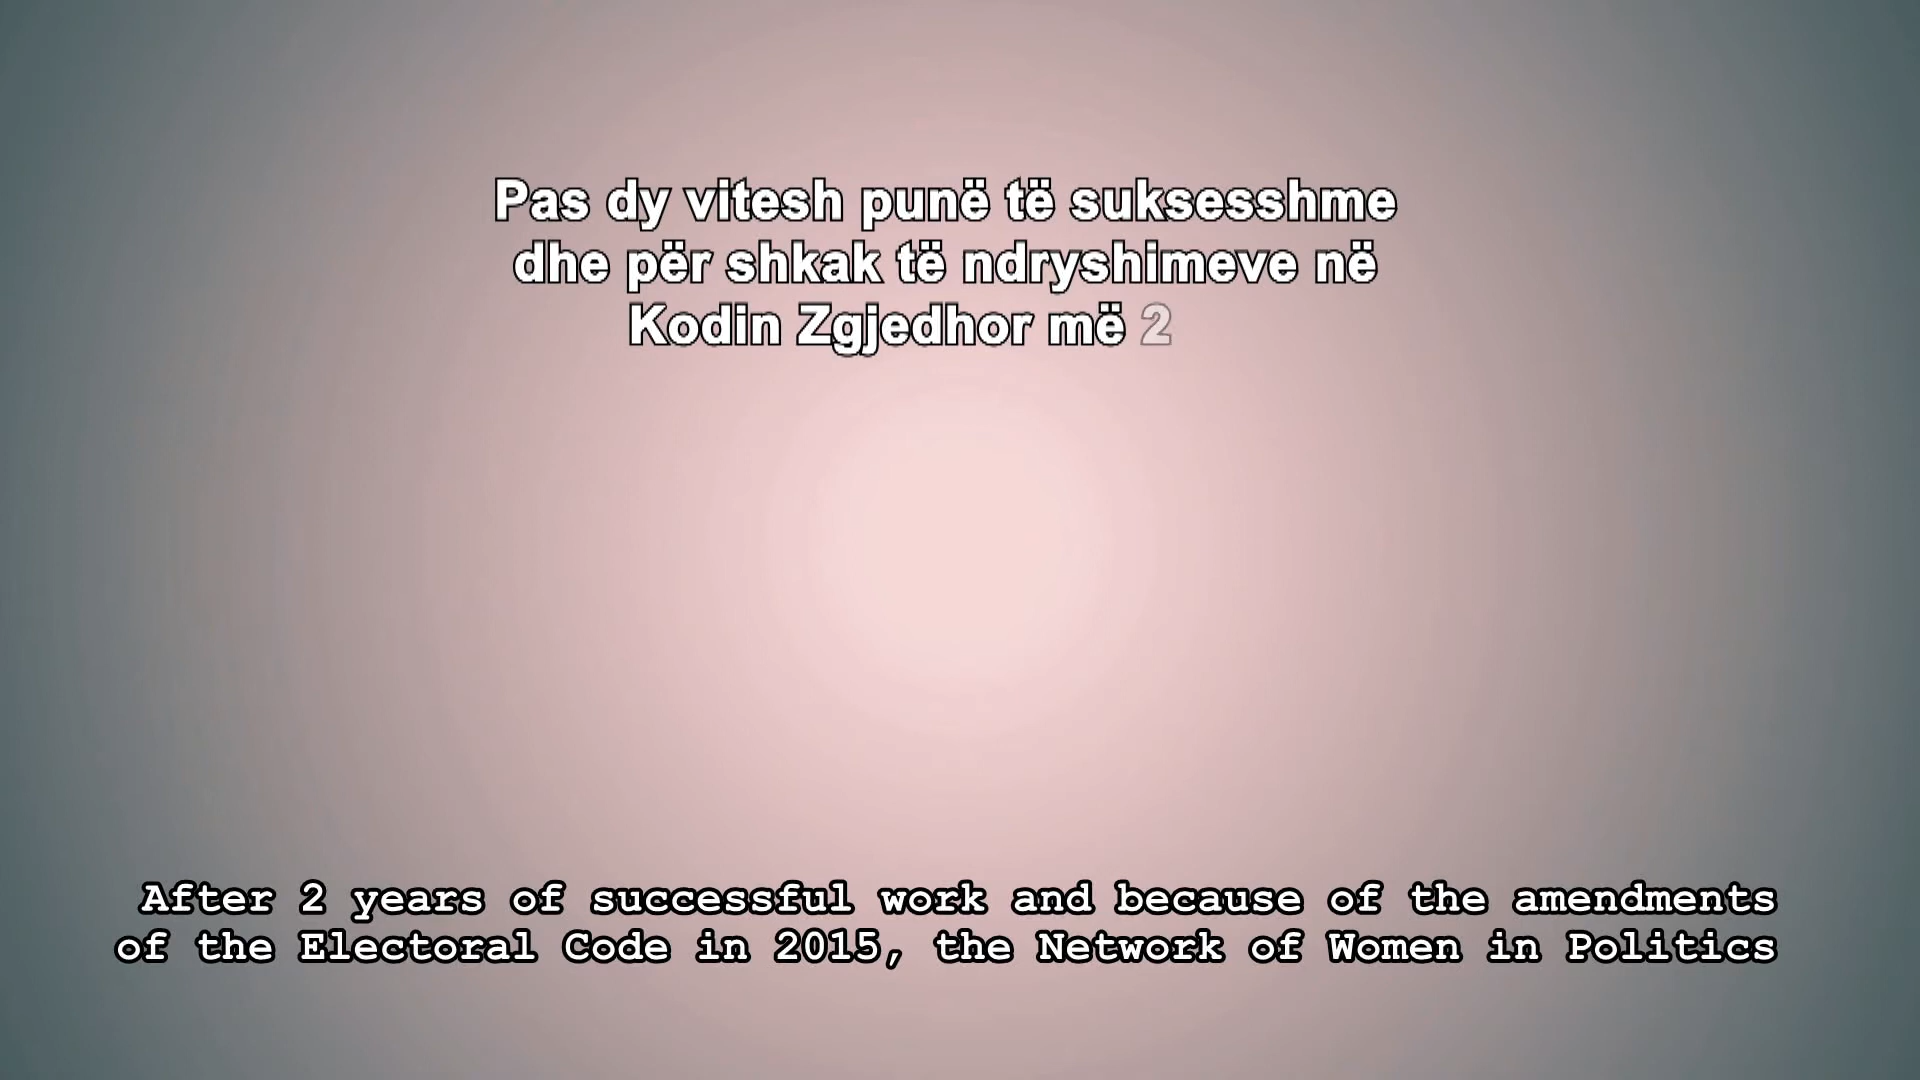 Pas dy vitesh punë të suksesshme
dhe për shkak të ndryshimeve në
Kodin Zgjedhor më 2
After 2 years of successful work and because of the amendments
of the Electoral Code in 2015, the Network of Women in Politics